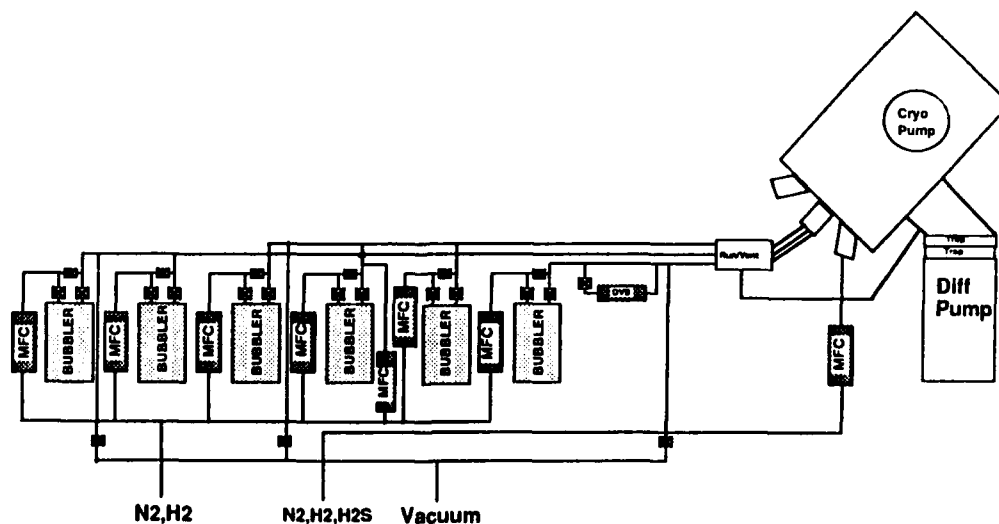 Cryo
Pump
Run/Vent
Trap
Trap
Diff
Pump
MFC
BUBBLER
MFC
BUBBLER
MFC
BUBBLER
MFC
BUBBLER
MFC
MFC
BUBBLER
MFC
BUBBLER
MFC
N2,H2
N2,H2,H2S
Vacuum